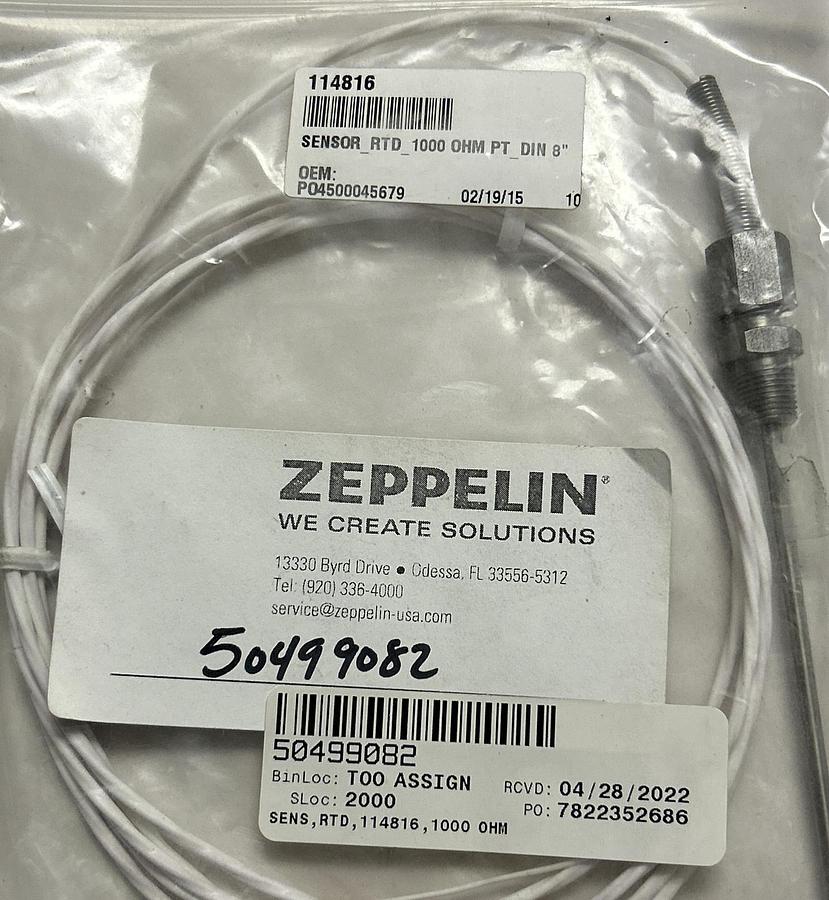 114816
SENSOR_RTD_1000 OHM PT_DIN 8"
OEM:
PO4500045679 02/19/15 10
ZEPPELIN®
WE CREATE SOLUTIONS
13330 Byrd Drive ● Odessa, FL 33556-5312
Tel: (920) 336-4000
service@zeppelin-usa.com
50499082
50499082
BinLoc: TOO ASSIGN RCVD: 04/28/2022
SLoc: 2000 PO: 7822352686
SENS,RTD,114816,1000 OHM